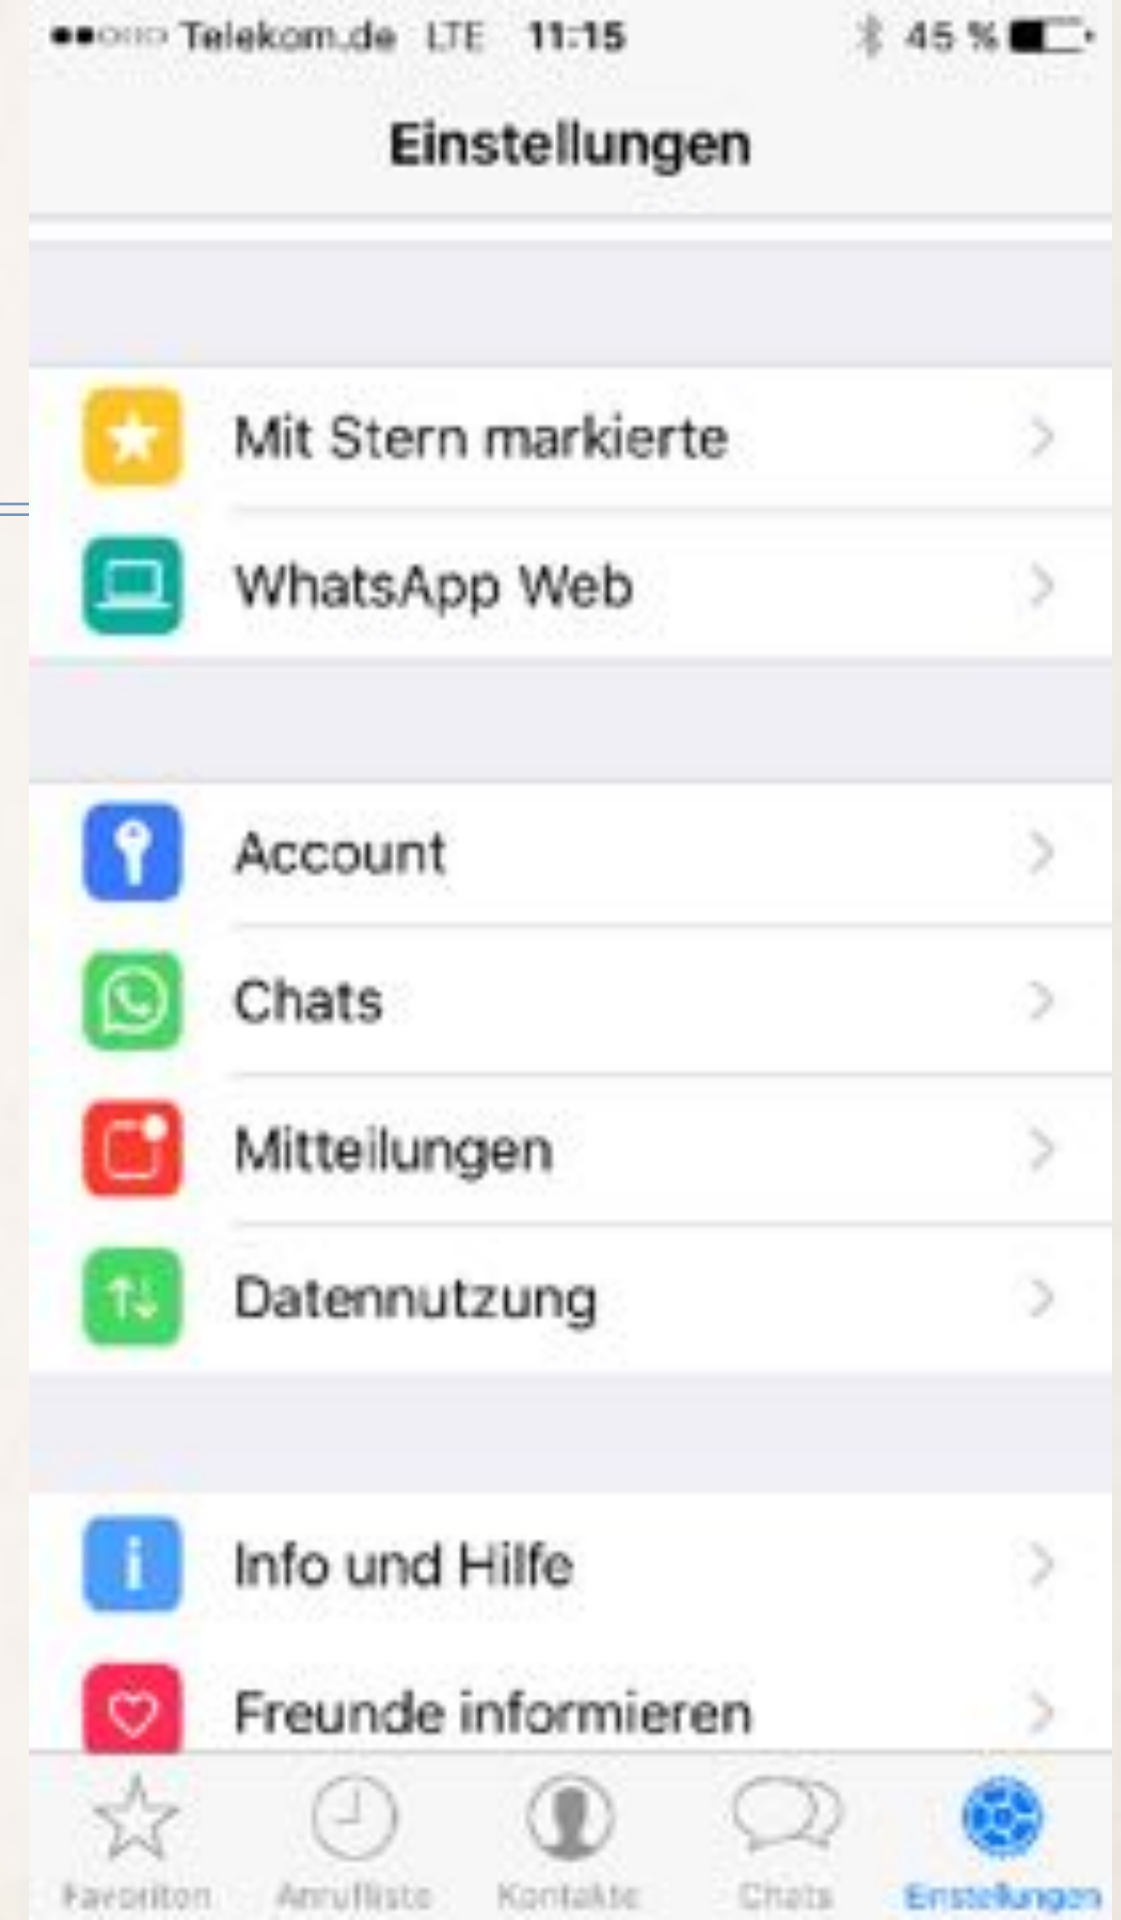 Telekom.de LTE 11:15 45 %
Einstellungen
Mit Stern markierte
WhatsApp Web
Account
Chats
Mitteilungen
Datennutzung
Info und Hilfe
Freunde informieren
Favoriten Anrufliste Kontakte Chats Einstellungen